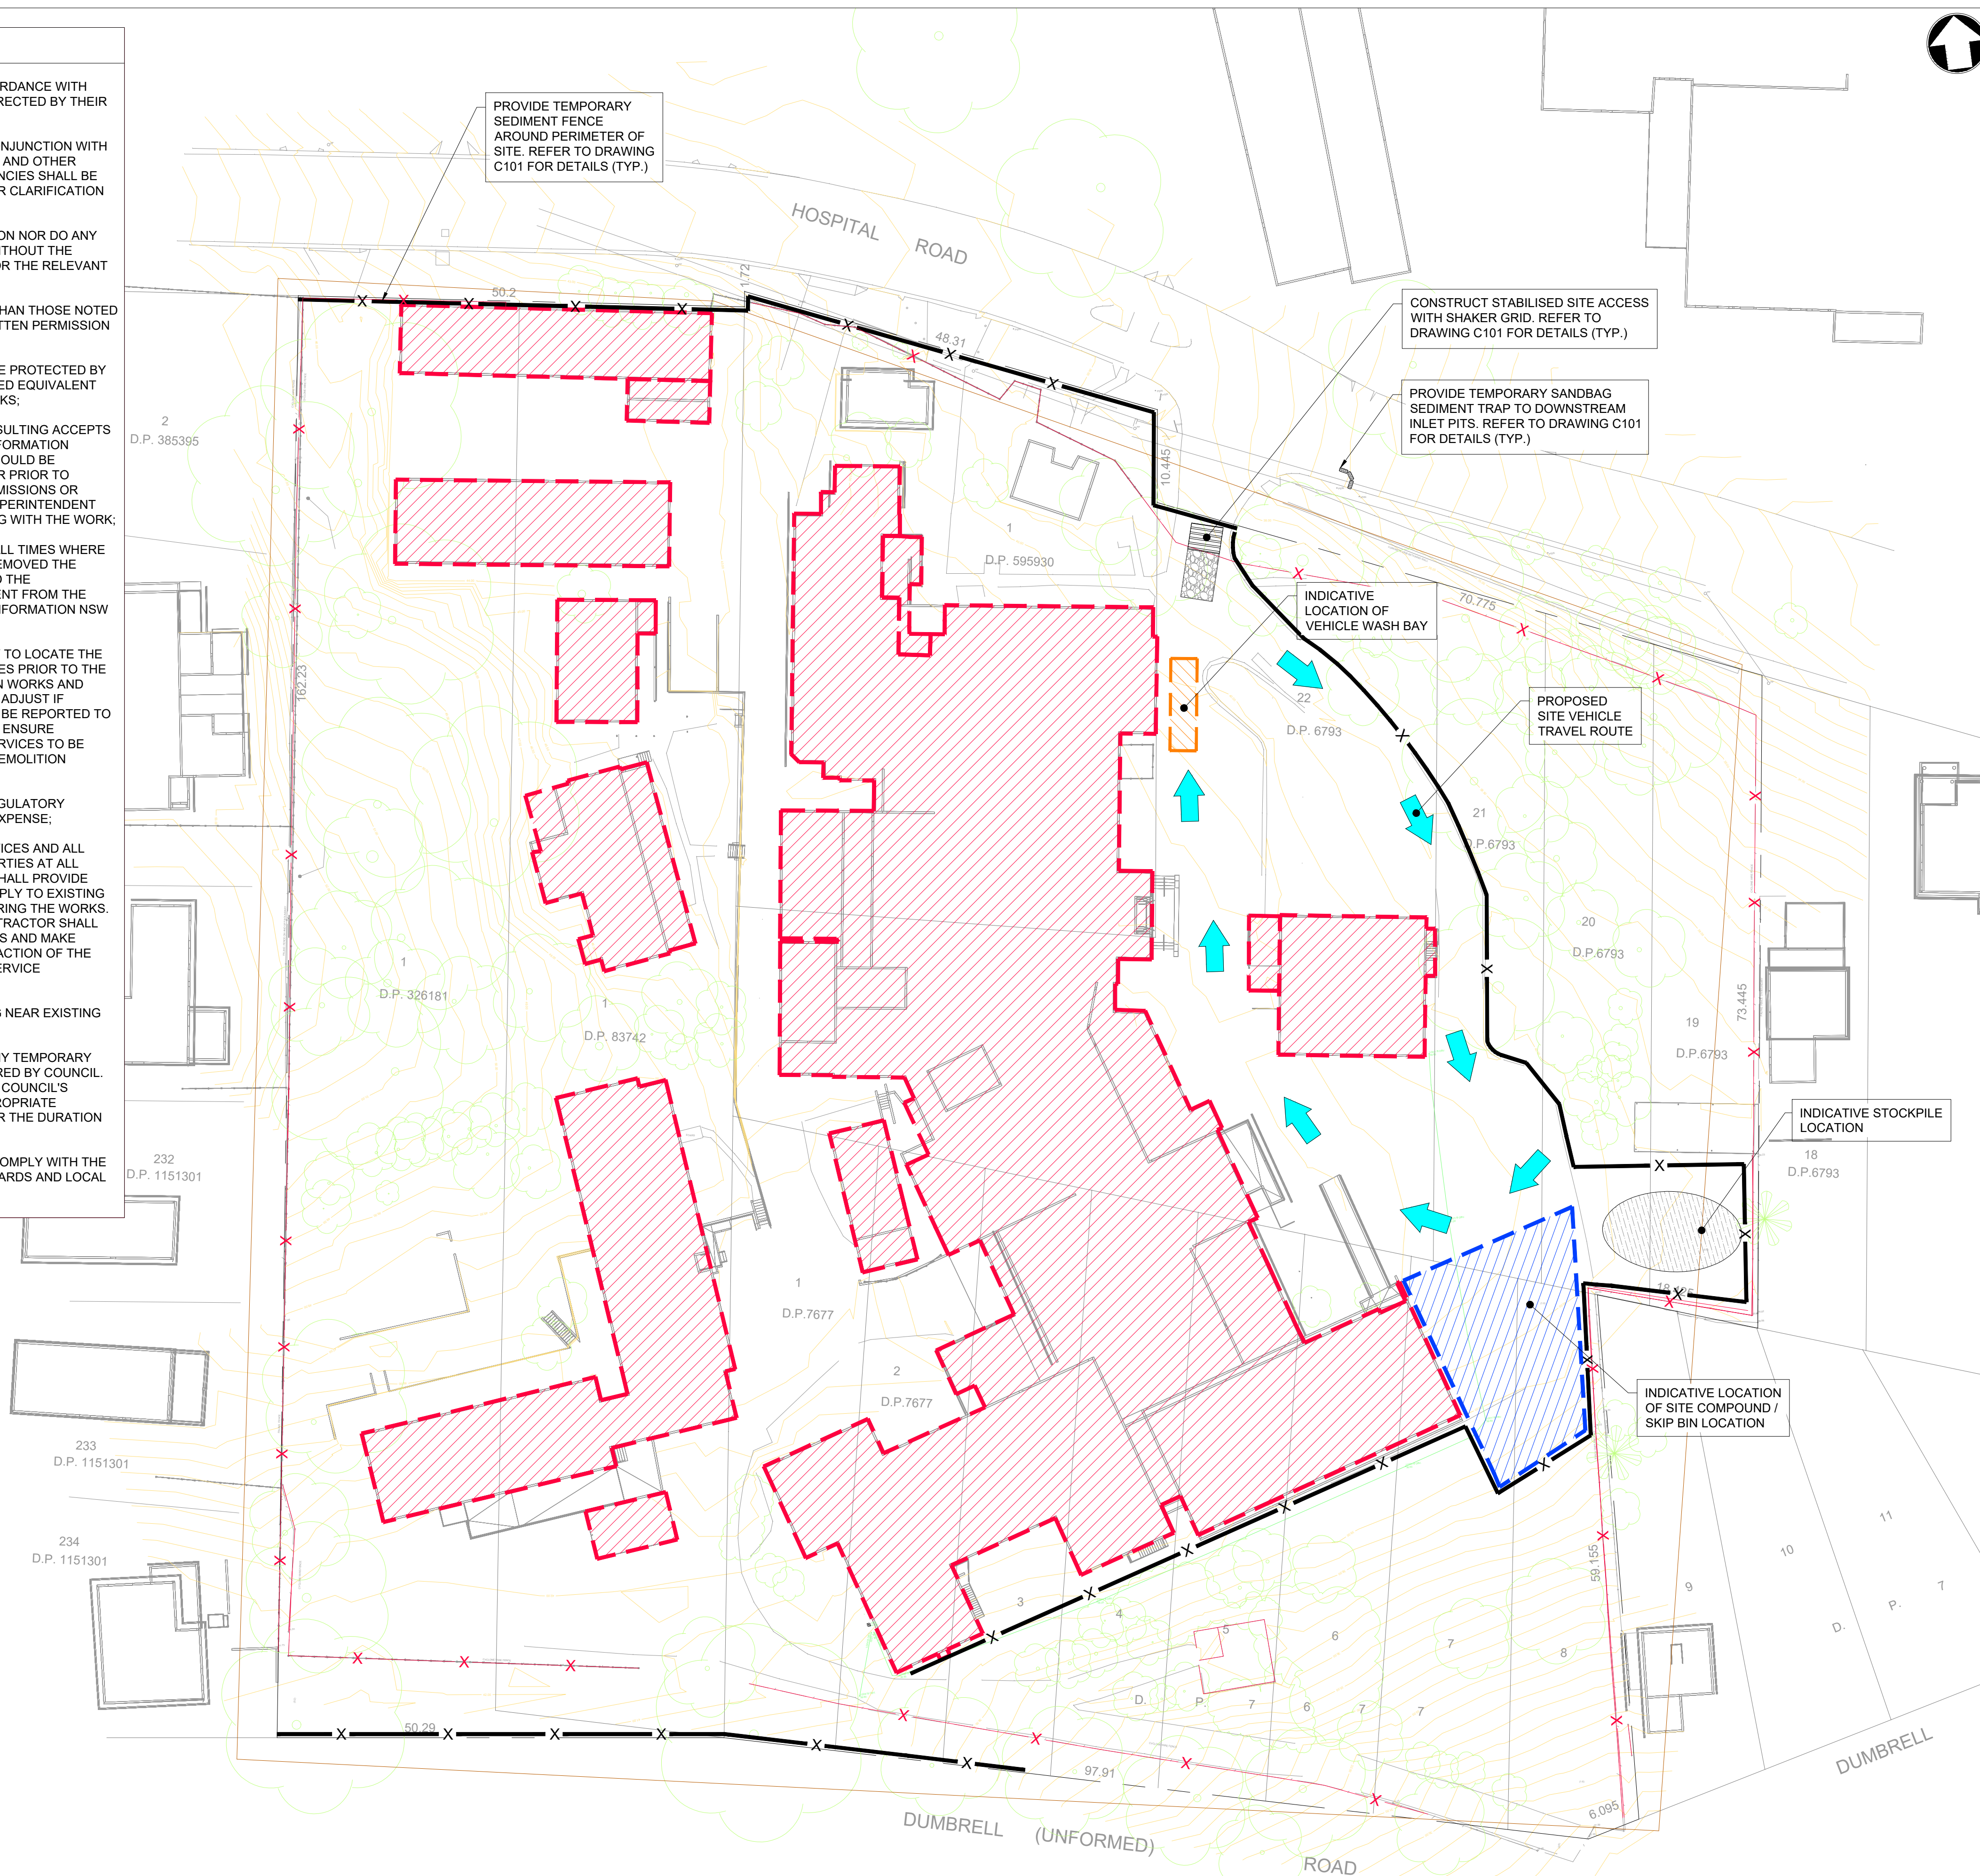 RDANCE WITH
RECTED BY THEIR
NJUNCTION WITH
AND OTHER
NCIES SHALL BE
R CLARIFICATION
ON NOR DO ANY
ITHOUT THE
OR THE RELEVANT
HAN THOSE NOTED
TTEN PERMISSION
E PROTECTED BY
ED EQUIVALENT
KS;
SULTING ACCEPTS
FORMATION
OULD BE
R PRIOR TO
MISSIONS OR
PERINTENDENT
G WITH THE WORK;
ALL TIMES WHERE
EMOVED THE
O THE
ENT FROM THE
INFORMATION NSW
TO LOCATE THE
ES PRIOR TO THE
N WORKS AND
ADJUST IF
BE REPORTED TO
ENSURE
RVICES TO BE
EMOLITION
GULATORY
XPENSE;
VICES AND ALL
RTIES AT ALL
HALL PROVIDE
PLY TO EXISTING
RING THE WORKS.
TRACTOR SHALL
S AND MAKE
ACTION OF THE
ERVICE
G NEAR EXISTING
NY TEMPORARY
RED BY COUNCIL.
COUNCIL'S
ROPRIATE
R THE DURATION
OMPLY WITH THE
ARDS AND LOCAL
PROVIDE TEMPORARY
SEDIMENT FENCE
AROUND PERIMETER OF
SITE. REFER TO DRAWING
C101 FOR DETAILS (TYP.)
HOSPITAL ROAD
CONSTRUCT STABILISED SITE ACCESS
WITH SHAKER GRID. REFER TO
DRAWING C101 FOR DETAILS (TYP.)
PROVIDE TEMPORARY SANDBAG
SEDIMENT TRAP TO DOWNSTREAM
INLET PITS. REFER TO DRAWING C101
FOR DETAILS (TYP.)
50.2
1.72
48.31
10.445
2
D.P. 385395
1
D.P. 595930
INDICATIVE
LOCATION OF
VEHICLE WASH BAY
70.775
162.23
22
D.P. 6793
PROPOSED
SITE VEHICLE
TRAVEL ROUTE
21
D.P.6793
20
D.P.6793
19
D.P.6793
73.445
1
D.P. 326181
1
D.P. 83742
INDICATIVE STOCKPILE
LOCATION
18
D.P.6793
232
D.P. 1151301
1
D.P.7677
2
D.P.7677
INDICATIVE LOCATION
OF SITE COMPOUND /
SKIP BIN LOCATION
233
D.P. 1151301
234
D.P. 1151301
59.155
3
4
5
6
7
8
9
10
11
D. P. 7 6 7 7
D. P. 7
50.29
97.91
6.095
DUMBRELL (UNFORMED) ROAD
DUMBRELL